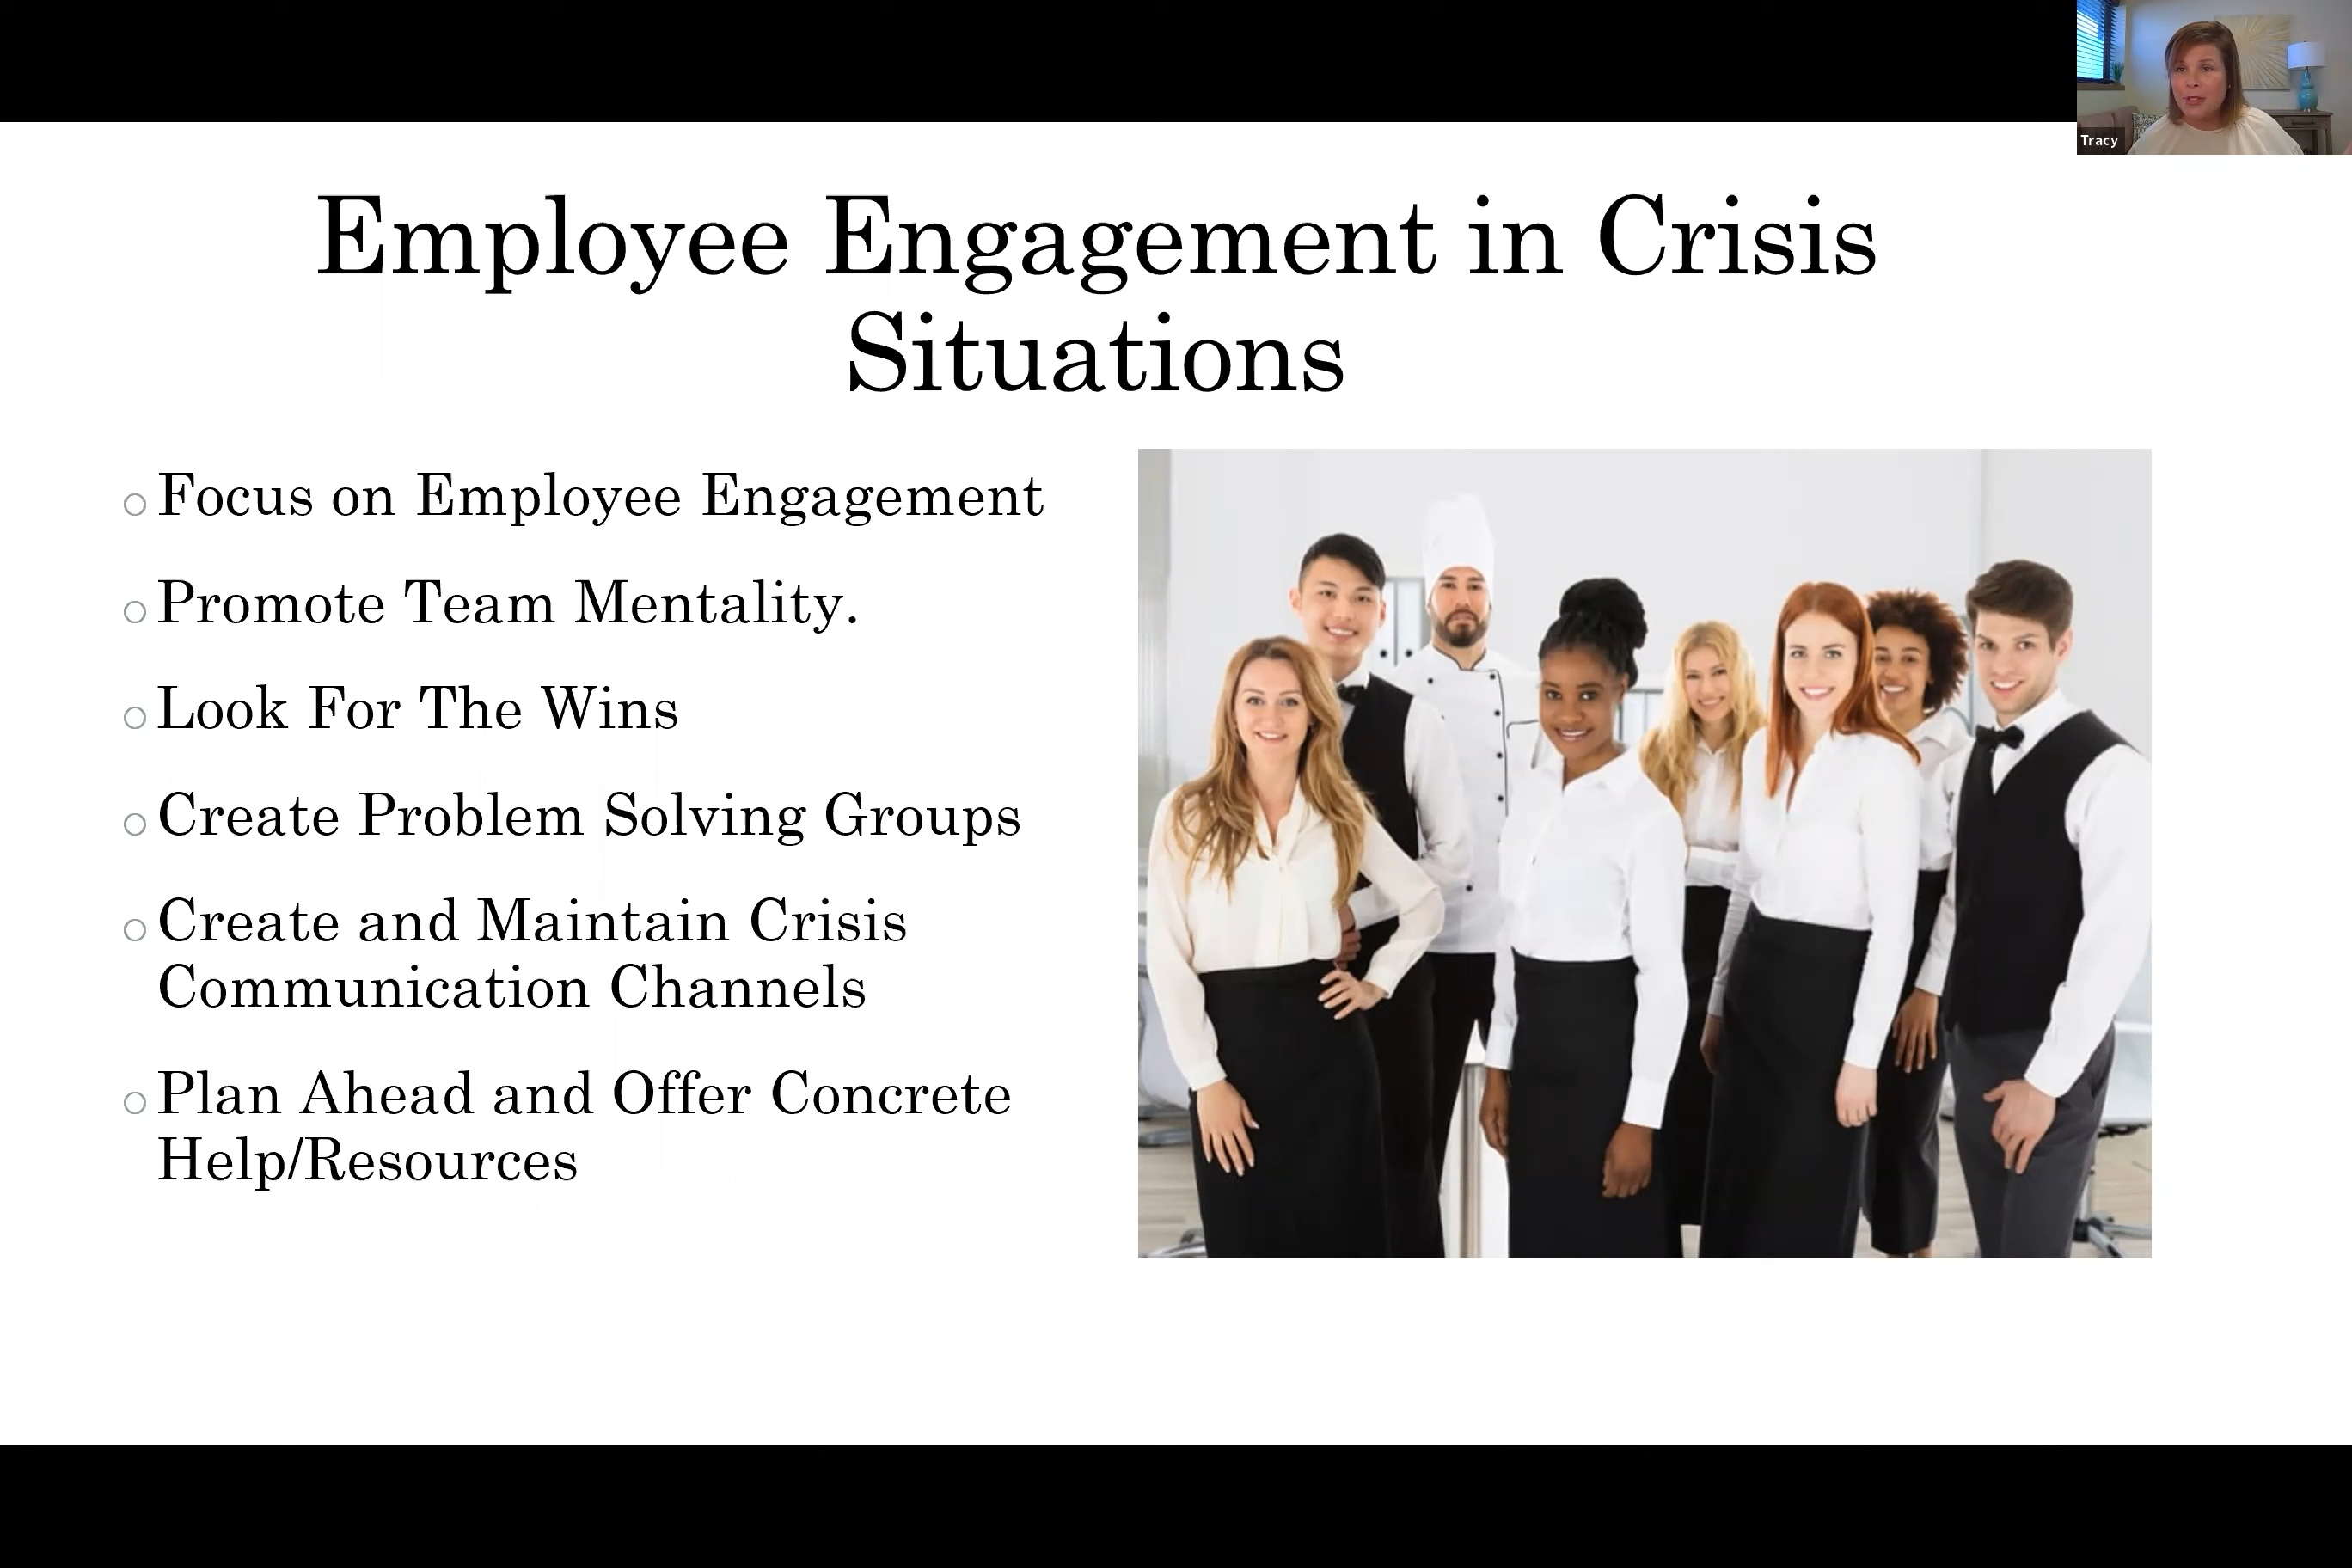 Tracy
Employee Engagement in Crisis
Situations
Focus on Employee Engagement
Promote Team Mentality.
Look For The Wins
Create Problem Solving Groups
Create and Maintain Crisis
Communication Channels
Plan Ahead and Offer Concrete
Help/Resources